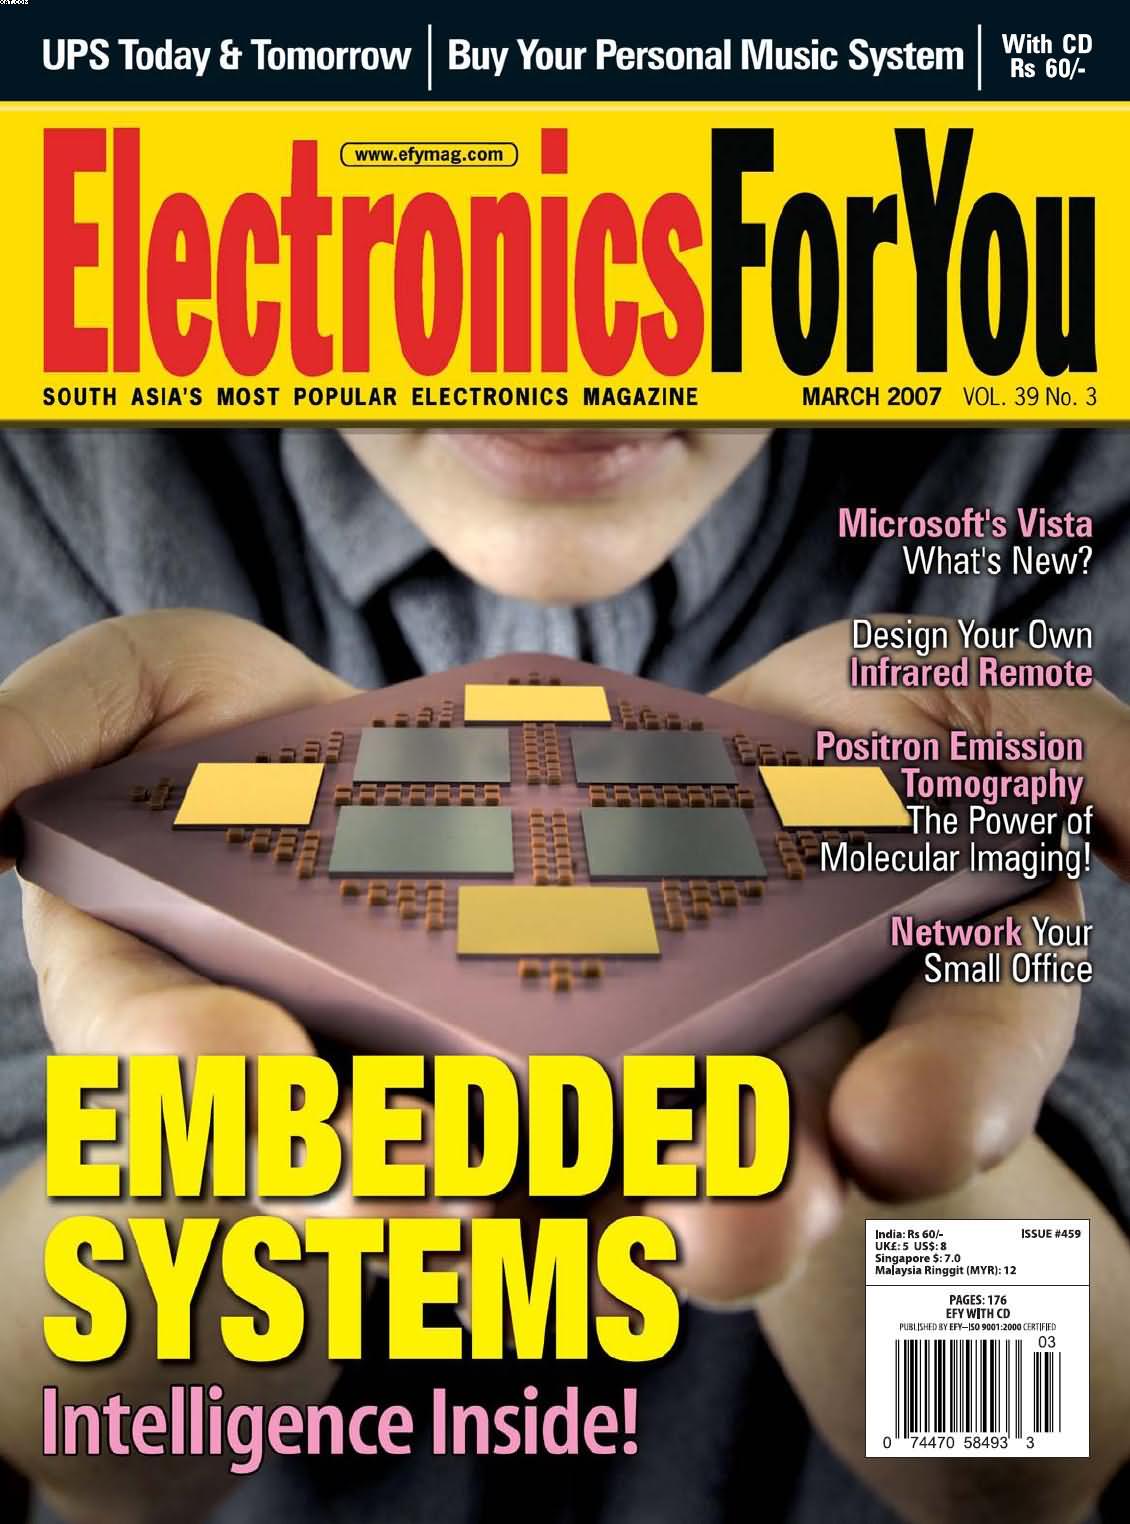 UPS Today & Tomorrow
Buy Your Personal Music System
With CD
Rs 60/-
www.efymag.com
ElectronicsForYou
SOUTH ASIA'S MOST POPULAR ELECTRONICS MAGAZINE
MARCH 2007 VOL. 39 No. 3
Microsoft's Vista
What's New?
Design Your Own
Infrared Remote
Positron Emission
Tomography
The Power of
Molecular Imaging!
Network Your
Small Office
EMBEDDED
SYSTEMS
Intelligence Inside!
India: Rs 60/-
ISSUE #459
UK£: 5 US$: 8
Singapore $: 7.0
Malaysia Ringgit (MYR): 12
PAGES: 176
EFY WITH CD
PUBLISHED BY EFY—ISO 9001:2000 CERTIFIED
03
0 74470 58493 3